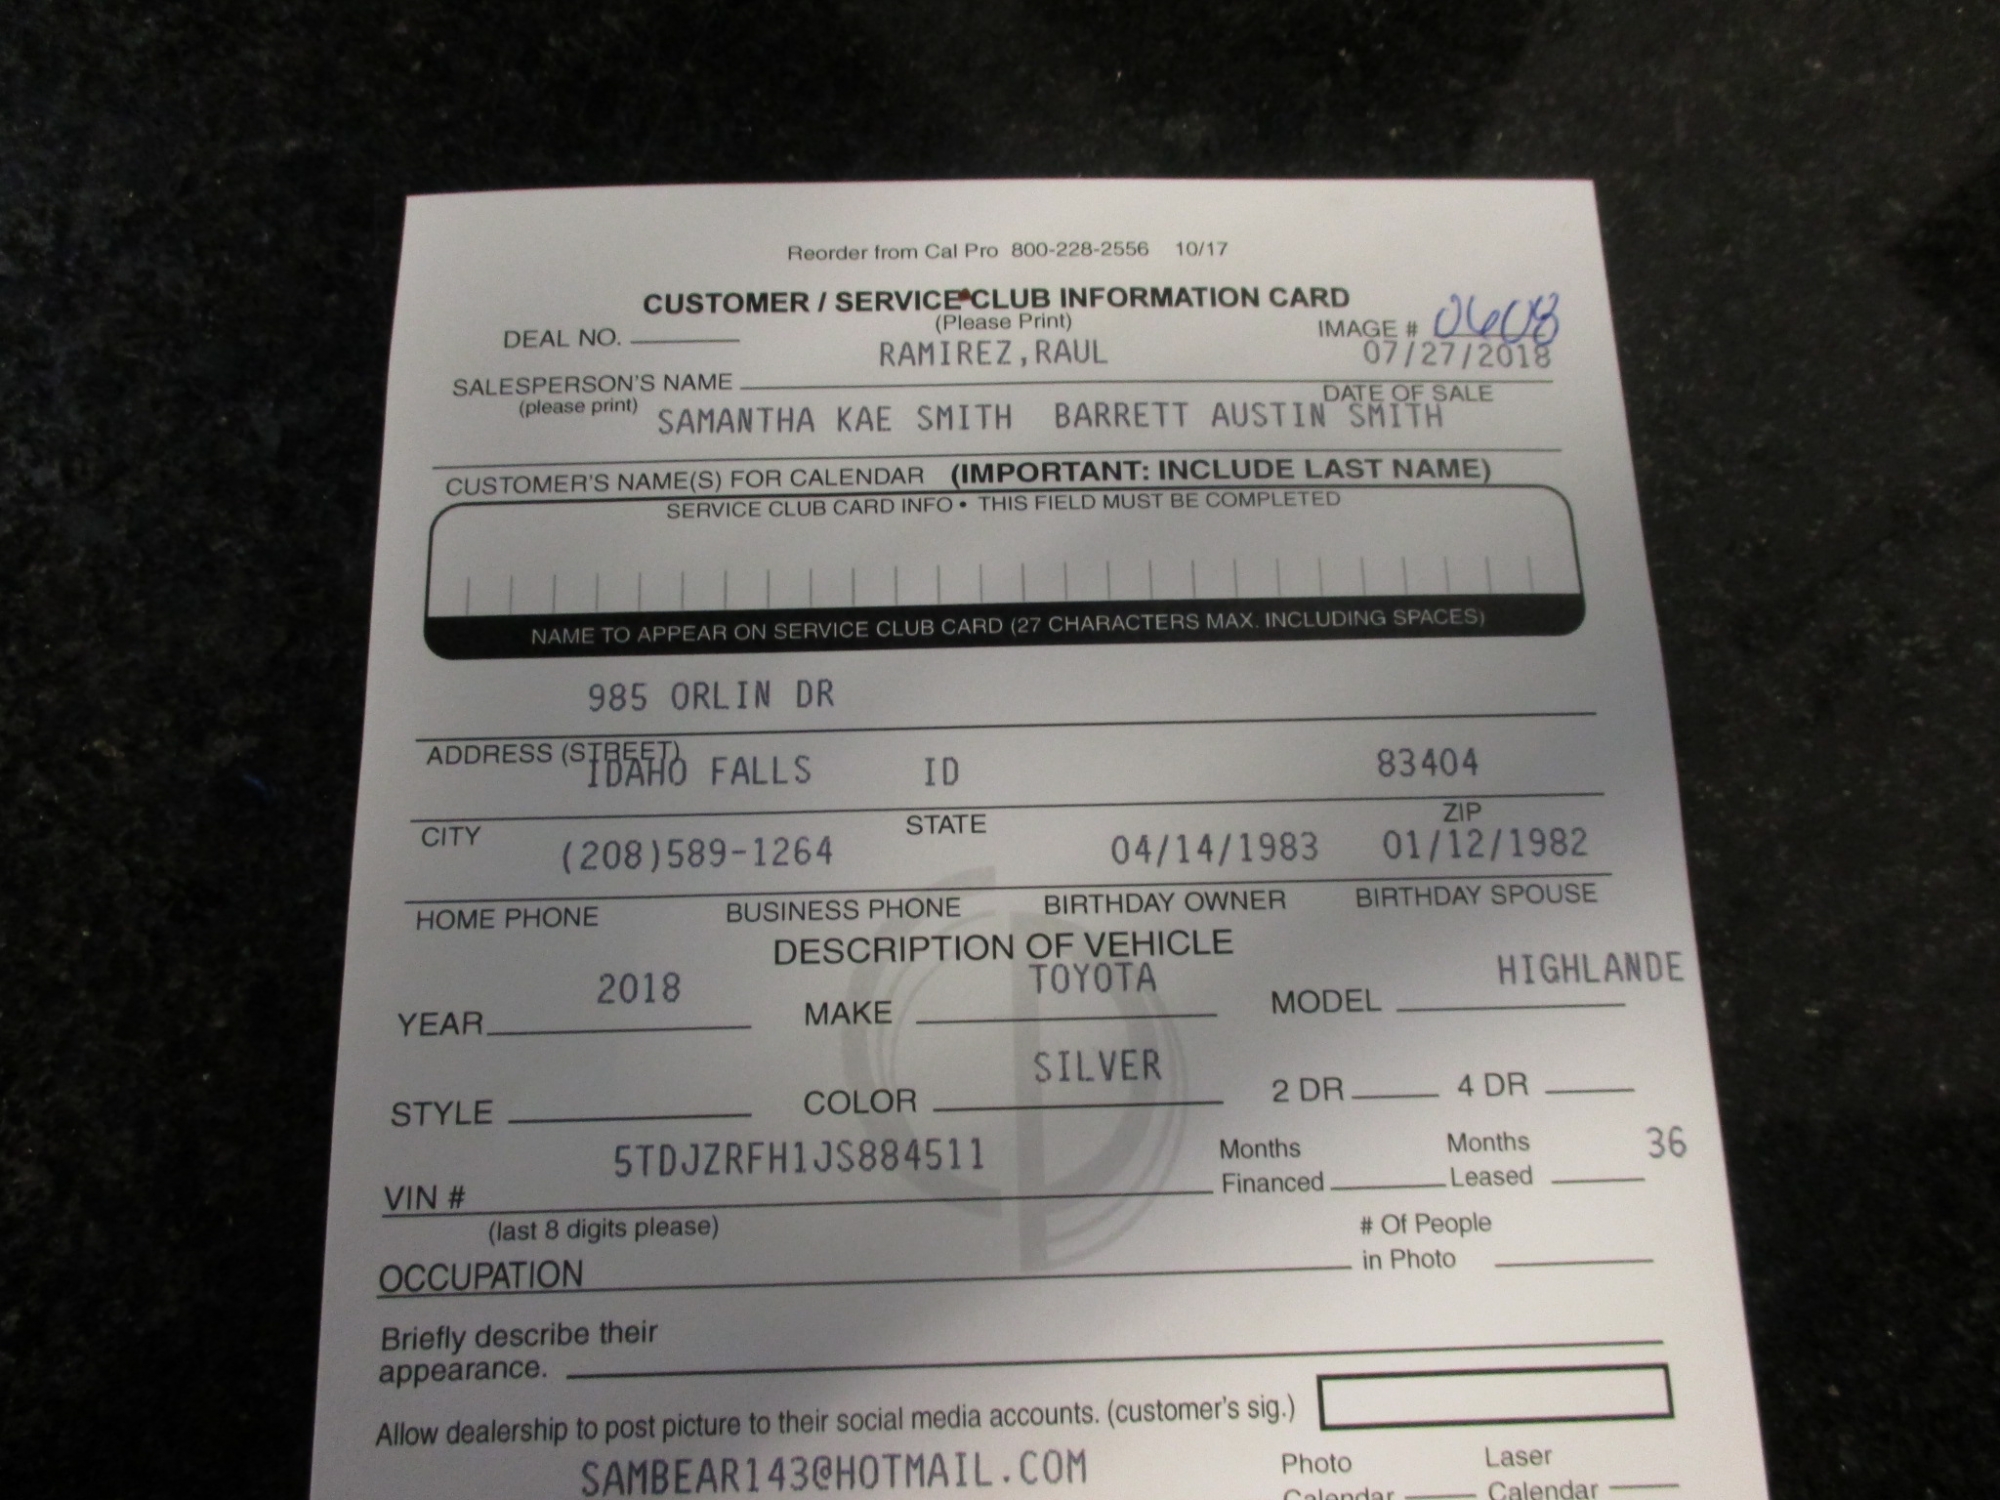 Reorder from Cal Pro 800-228-2556 10/17
CUSTOMER / SERVICE CLUB INFORMATION CARD
(Please Print)
DEAL NO.
IMAGE # 0608
RAMIREZ,RAUL 07/27/2018
SALESPERSON'S NAME DATE OF SALE
(please print)
SAMANTHA KAE SMITH BARRETT AUSTIN SMITH
CUSTOMER'S NAME(S) FOR CALENDAR (IMPORTANT: INCLUDE LAST NAME)
SERVICE CLUB CARD INFO • THIS FIELD MUST BE COMPLETED
NAME TO APPEAR ON SERVICE CLUB CARD (27 CHARACTERS MAX. INCLUDING SPACES)
985 ORLIN DR
ADDRESS (STREET)
IDAHO FALLS ID 83404
CITY STATE ZIP
(208)589-1264 04/14/1983 01/12/1982
HOME PHONE BUSINESS PHONE BIRTHDAY OWNER BIRTHDAY SPOUSE
DESCRIPTION OF VEHICLE
2018 TOYOTA HIGHLANDE
YEAR MAKE MODEL
SILVER
STYLE COLOR 2 DR 4 DR
5TDJZRFH1JS884511 Months Months 36
VIN # Financed Leased
(last 8 digits please)
# Of People
OCCUPATION in Photo
Briefly describe their
appearance.
Allow dealership to post picture to their social media accounts. (customer's sig.)
SAMBEAR143@HOTMAIL.COM Photo Laser
Calendar Calendar